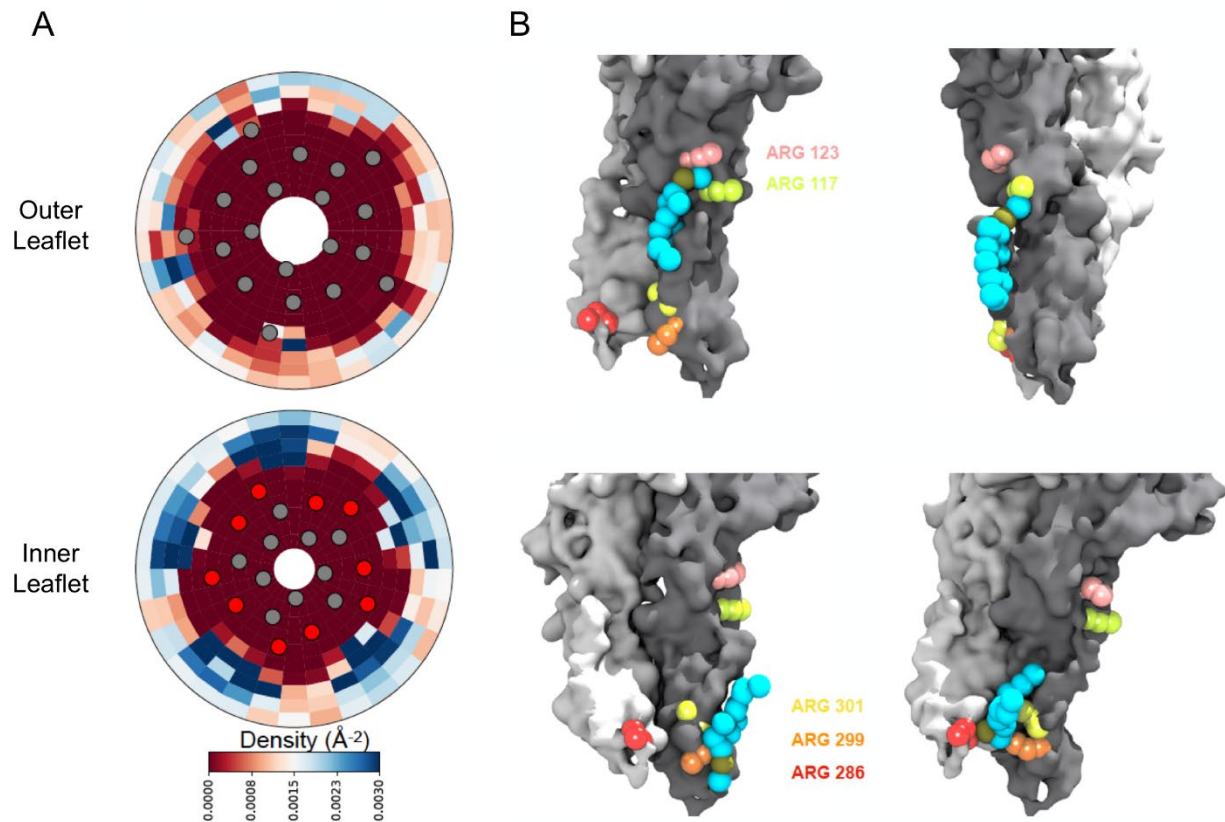 A
B
Outer
Leaflet
ARG 123
ARG 117
Inner
Leaflet
ARG 301
ARG 299
ARG 286
Density (Å-2)
0.0000
0.0008
0.0015
0.0023
0.0030